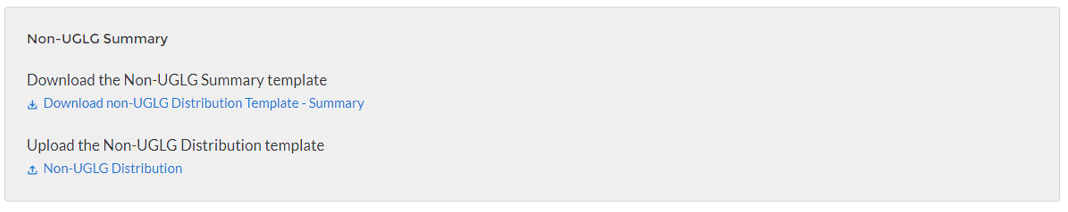 Non-UGLG Summary
Download the Non-UGLG Summary template
Download non-UGLG Distribution Template - Summary
Upload the Non-UGLG Distribution template
Non-UGLG Distribution